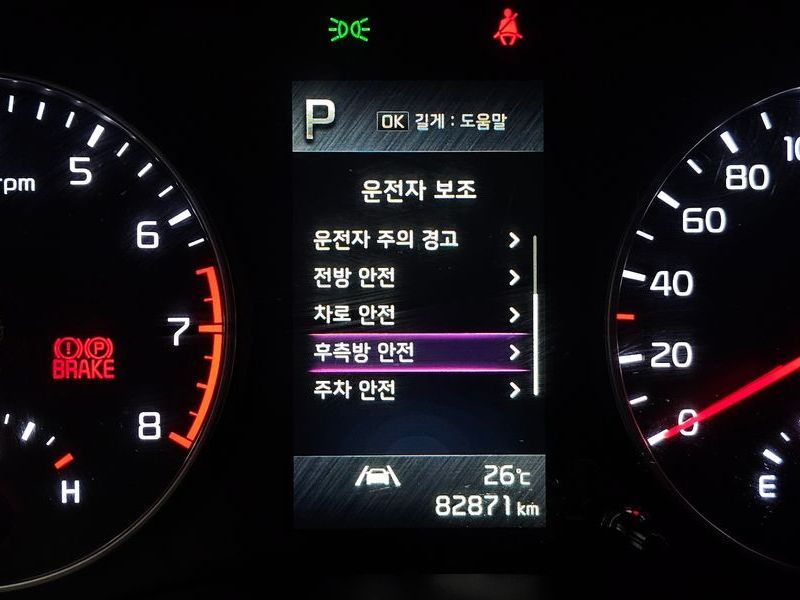 P
OK 길게 : 도움말
운전자 보조
운전자 주의 경고
전방 안전
차로 안전
후측방 안전
주차 안전
26℃
82871 km
rpm
5
6
7
8
(!) (P)
BRAKE
H
10
80
60
40
20
0
E